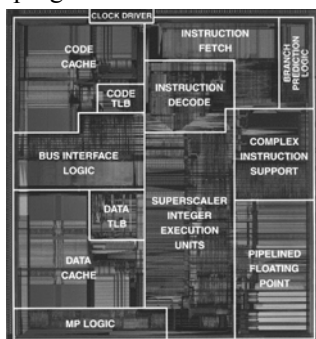 CLOCK DRIVER
CODE
CACHE
INSTRUCTION
FETCH
BRANCH
PREDICTION
LOGIC
CODE
TLB
INSTRUCTION
DECODE
BUS INTERFACE
LOGIC
COMPLEX
INSTRUCTION
SUPPORT
DATA
TLB
SUPERSCALER
INTEGER
EXECUTION
UNITS
DATA
CACHE
PIPELINED
FLOATING
POINT
MP LOGIC